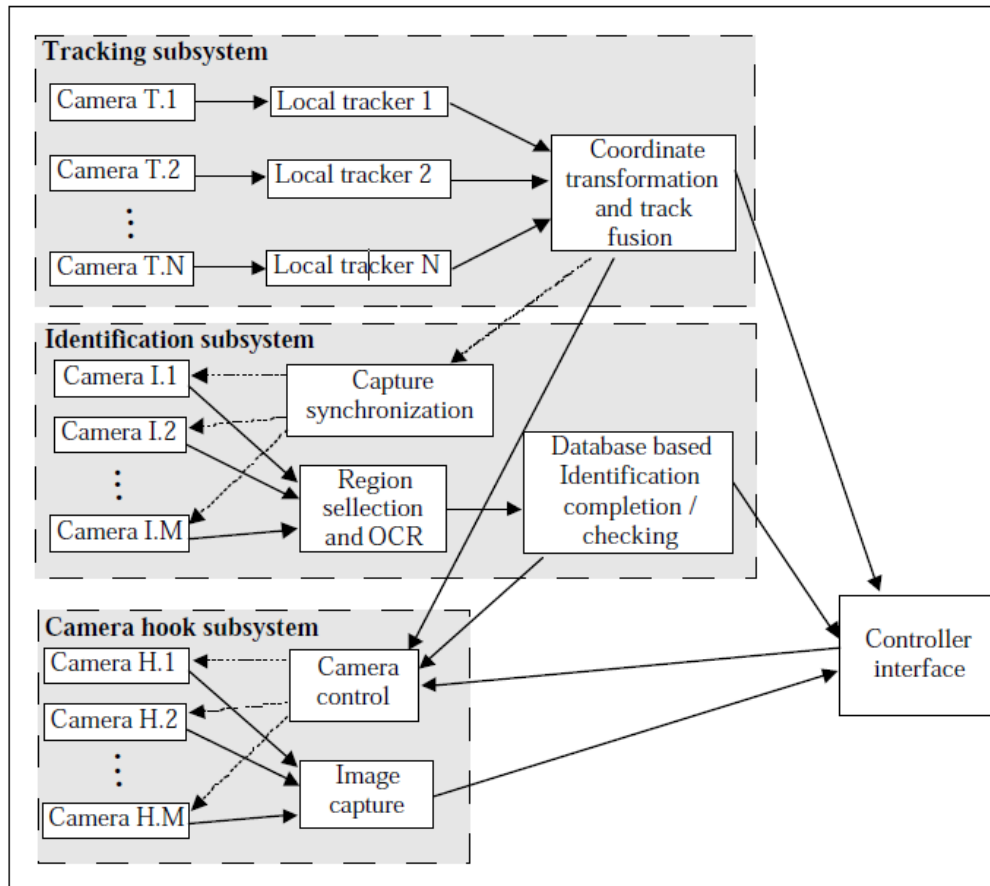 Tracking subsystem
Camera T.1
Local tracker 1
Camera T.2
Local tracker 2
Camera T.N
Local tracker N
Coordinate
transformation
and track
fusion
Identification subsystem
Camera I.1
Camera I.2
Camera I.M
Capture
synchronization
Region
sellection
and OCR
Database based
Identification
completion /
checking
Camera hook subsystem
Camera H.1
Camera H.2
Camera H.M
Camera
control
Image
capture
Controller
interface